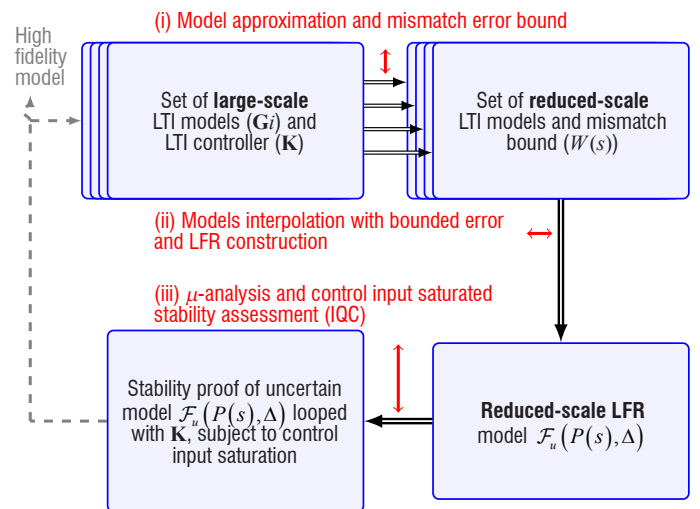 (i) Model approximation and mismatch error bound
High
fidelity
model
Set of large-scale
LTI models (Gi) and
LTI controller (K)
Set of reduced-scale
LTI models and mismatch
bound (W(s))
(ii) Models interpolation with bounded error
and LFR construction
(iii) μ-analysis and control input saturated
stability assessment (IQC)
Stability proof of uncertain
model ℱᵤ(P(s),Δ) looped
with K, subject to control
input saturation
Reduced-scale LFR
model ℱᵤ(P(s),Δ)